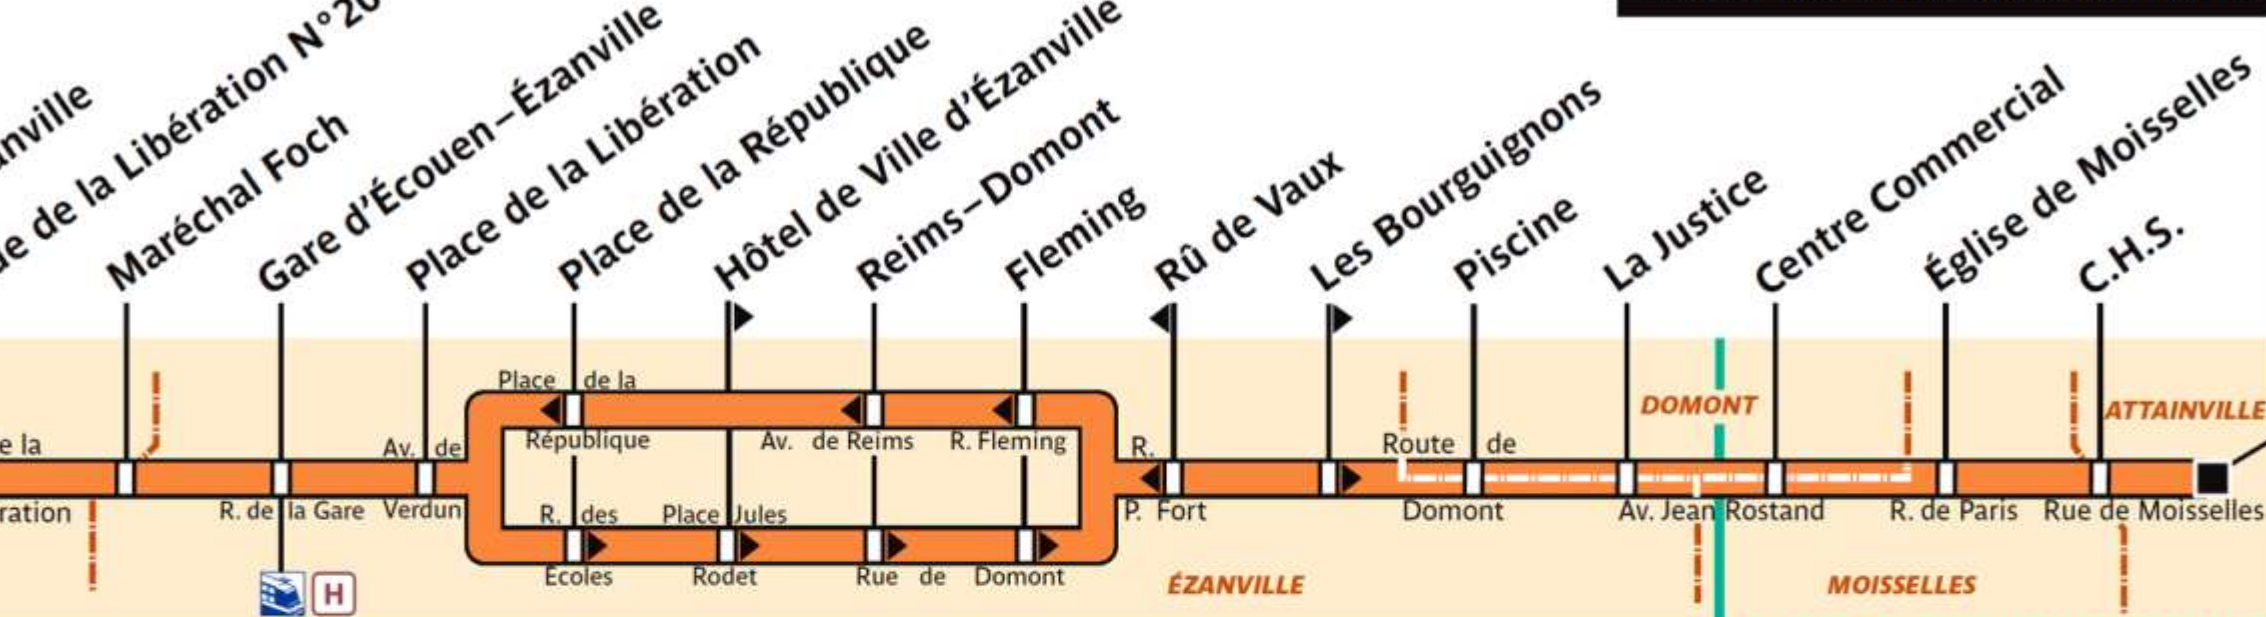 de la Libération N°
Maréchal Foch
Gare d'Écouen–Ézanville
Place de la Libération
Place de la République
Hôtel de Ville d'Ézanville
Reims–Domont
Fleming
Rû de Vaux
Les Bourguignons
Piscine
La Justice
Centre Commercial
Église de Moisselles
C.H.S.
Place de la
République
Av. de Reims
R. Fleming
DOMONT
ATTAINVILLE
e la
ration
R. de la Gare
Av. de
Verdun
R.
P. Fort
Route de
Domont
Av. Jean Rostand
R. de Paris
Rue de Moisselles
R. des
Écoles
Place Jules
Rodet
Rue de Domont
ÉZANVILLE
MOISSELLES
H